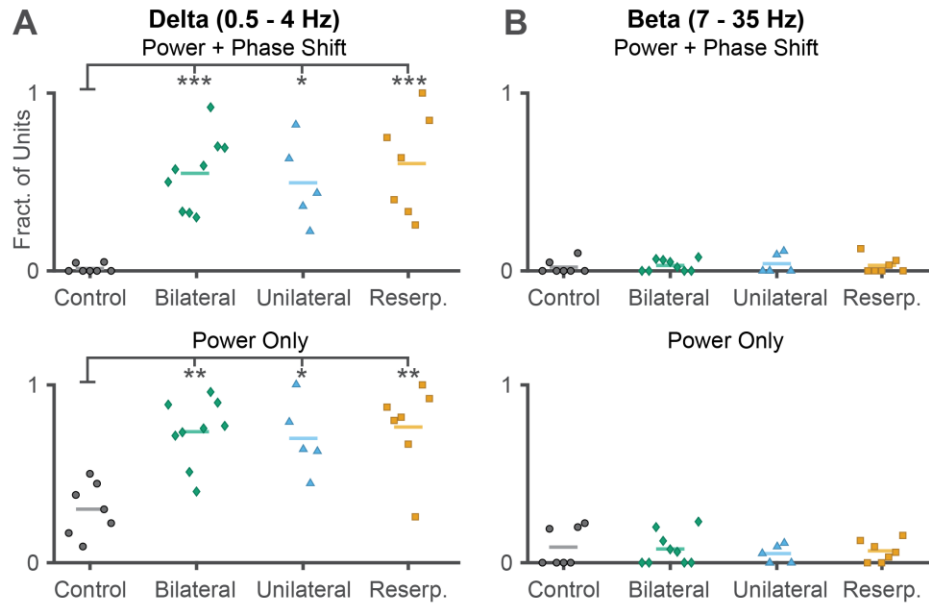 A
Delta (0.5 - 4 Hz)
Power + Phase Shift
*** * ***
1
Fract. of Units
0
Control Bilateral Unilateral Reserp.
Power Only
** * **
1
0
Control Bilateral Unilateral Reserp.
B
Beta (7 - 35 Hz)
Power + Phase Shift
1
0
Control Bilateral Unilateral Reserp.
Power Only
1
0
Control Bilateral Unilateral Reserp.